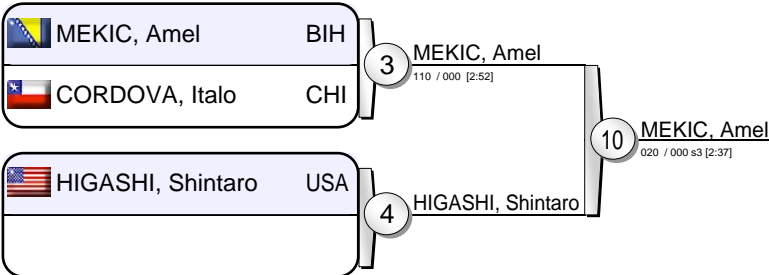 MEKIC, Amel BIH
CORDOVA, Italo CHI
3
MEKIC, Amel
110 / 000 [2:52]
10
MEKIC, Amel
020 / 000 s3 [2:37]
HIGASHI, Shintaro USA
4
HIGASHI, Shintaro